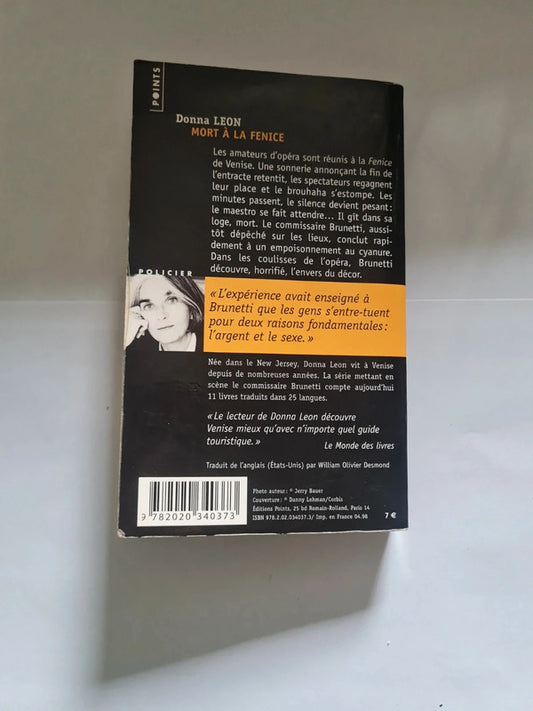 POINTS
Donna LEON
MORT À LA FENICE
Les amateurs d'opéra sont réunis à la Fenice
de Venise. Une sonnerie annonçant la fin de
l'entracte retentit, les spectateurs regagnent
leur place et le brouhaha s'estompe. Les
minutes passent, le silence devient pesant :
le maestro se fait attendre... Il gît dans sa
loge, mort. Le commissaire Brunetti, aussi-
tôt dépêché sur les lieux, conclut rapi-
dement à un empoisonnement au cyanure.
Dans les coulisses de l'opéra, Brunetti
découvre, horrifié, l'envers du décor.
POLICIER
« L'expérience avait enseigné à
Brunetti que les gens s'entre-tuent
pour deux raisons fondamentales :
l'argent et le sexe. »
Née dans le New Jersey, Donna Leon vit à Venise
depuis de nombreuses années. La série mettant en
scène le commissaire Brunetti compte aujourd'hui
11 livres traduits dans 25 langues.
« Le lecteur de Donna Leon découvre
Venise mieux qu'avec n'importe quel guide
touristique. »
Le Monde des livres
Traduit de l'anglais (États-Unis) par William Olivier Desmond
Photo auteur : © Jerry Bauer
Couverture : © Danny Lehman/Corbis
Éditions Points, 25 bd Romain-Rolland, Paris 14
ISBN 978.2.02.034037.3/ Imp. en France 04.98
7 €
9 782020 340373